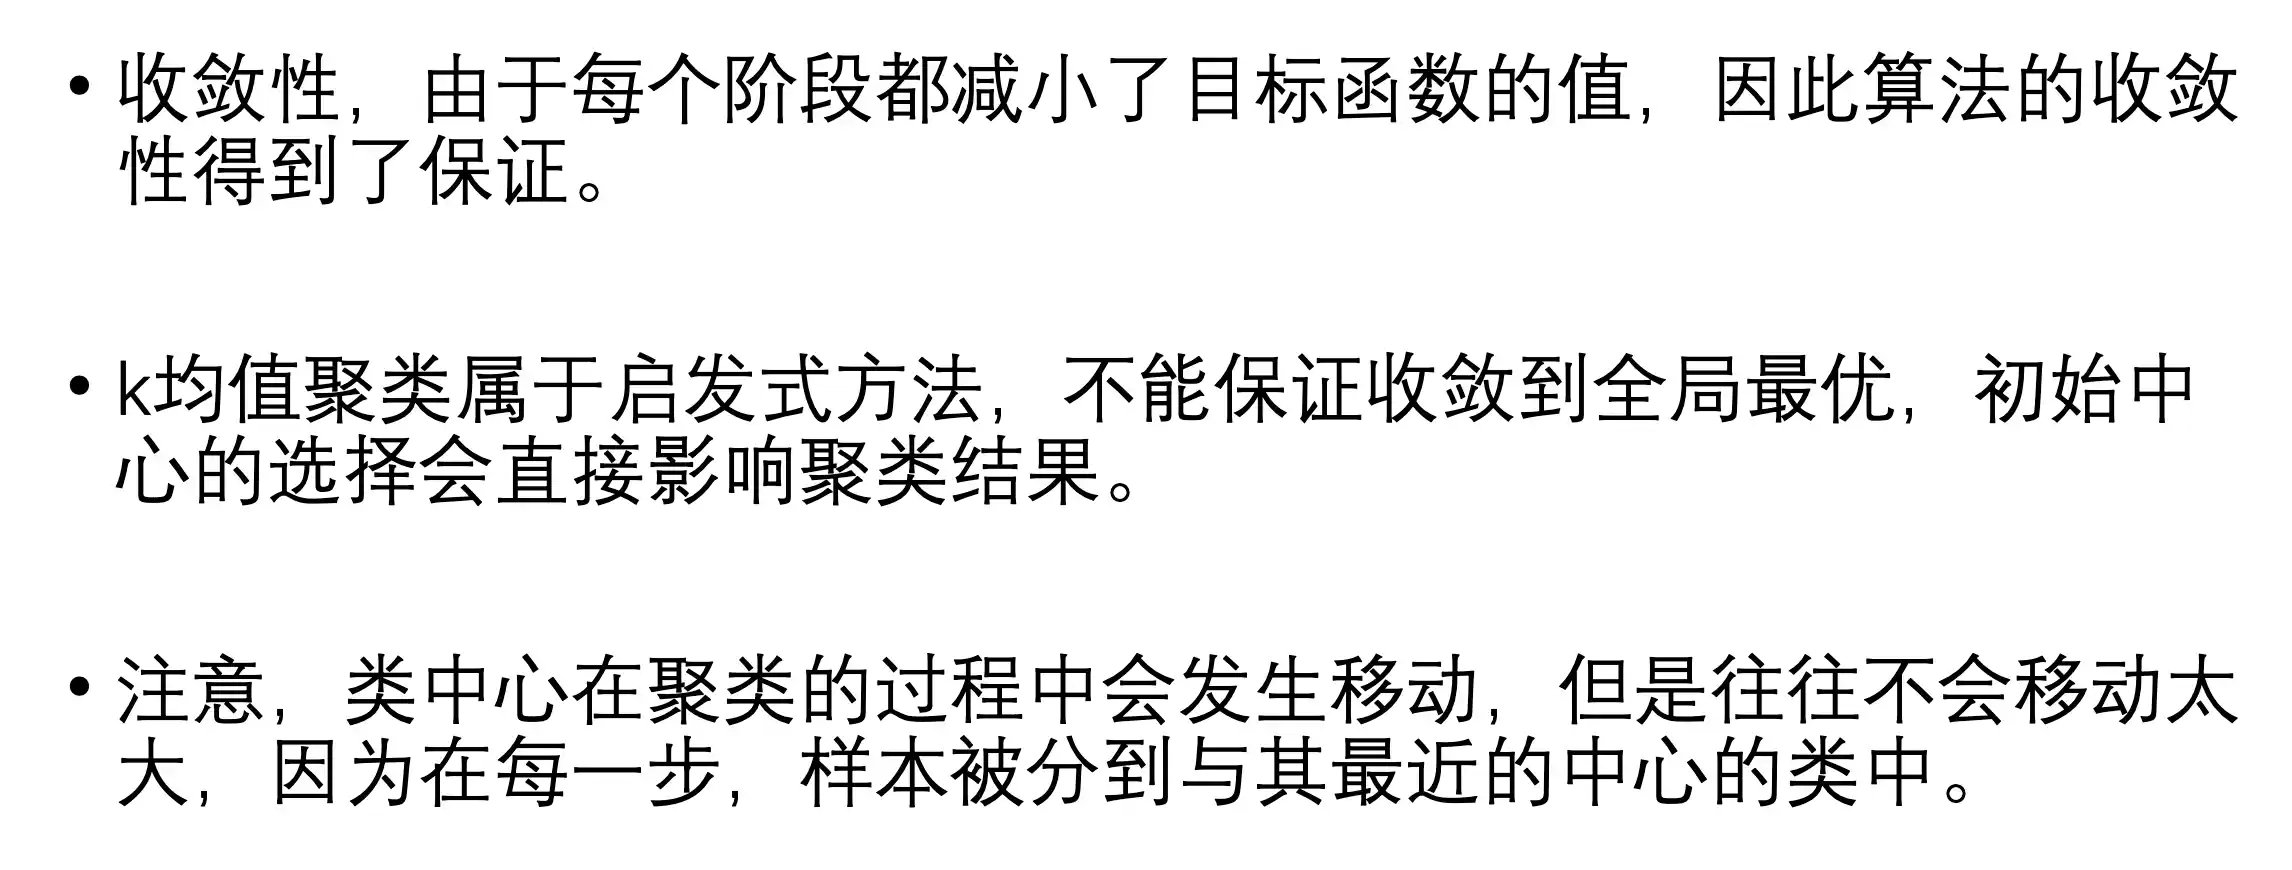 • 收敛性，由于每个阶段都减小了目标函数的值，因此算法的收敛
性得到了保证。
• k均值聚类属于启发式方法，不能保证收敛到全局最优，初始中
心的选择会直接影响聚类结果。
• 注意，类中心在聚类的过程中会发生移动，但是往往不会移动太
大，因为在每一步，样本被分到与其最近的中心的类中。